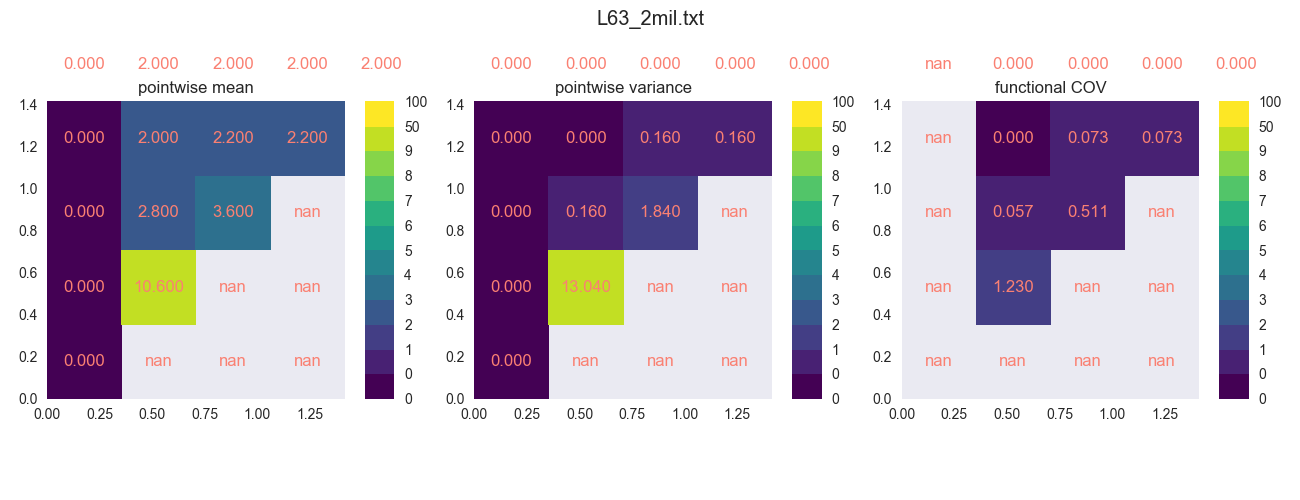 L63_2mil.txt
0.000 2.000 2.000 2.000 2.000
pointwise mean
1.4
1.2
1.0
0.8
0.6
0.4
0.2
0.0
0.000 2.000 2.200 2.200
0.000 2.800 3.600 nan
0.000 10.600 nan nan
0.000 nan nan nan
0.00 0.25 0.50 0.75 1.00 1.25
100
50
9
8
7
6
5
4
3
2
1
0
0
0.000 0.000 0.000 0.000 0.000
pointwise variance
1.4
1.2
1.0
0.8
0.6
0.4
0.2
0.0
0.000 0.000 0.160 0.160
0.000 0.160 1.840 nan
0.000 13.040 nan nan
0.000 nan nan nan
0.00 0.25 0.50 0.75 1.00 1.25
100
50
9
8
7
6
5
4
3
2
1
0
0
nan 0.000 0.000 0.000 0.000
functional COV
1.4
1.2
1.0
0.8
0.6
0.4
0.2
0.0
nan 0.000 0.073 0.073
nan 0.057 0.511 nan
nan 1.230 nan nan
nan nan nan nan
0.00 0.25 0.50 0.75 1.00 1.25
100
50
9
8
7
6
5
4
3
2
1
0
0